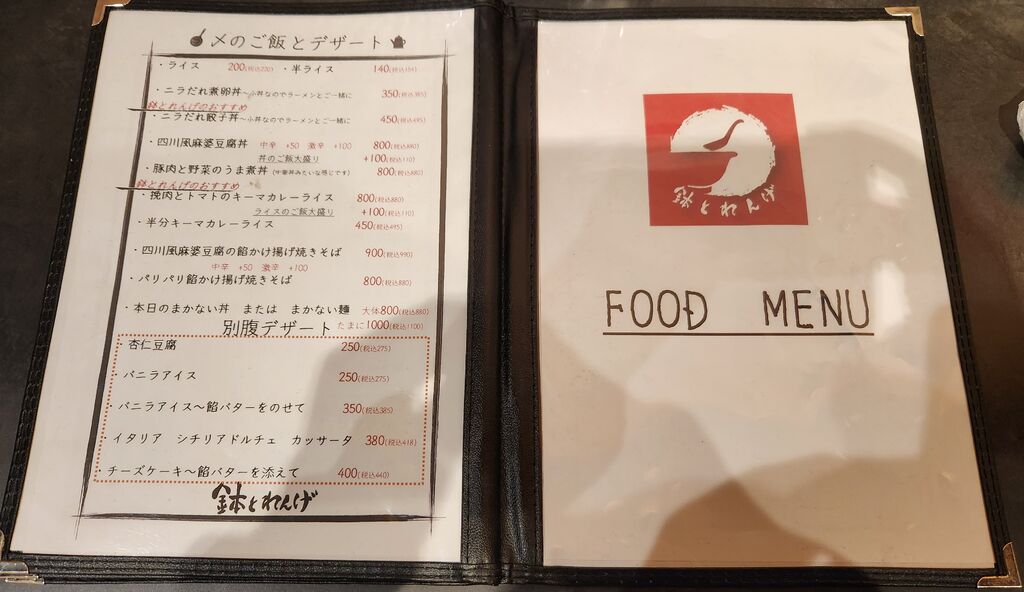 〆のご飯とデザート
・ライス 200(税込220) ・半ライス 140(税込154)
・ニラだれ煮卵丼～小丼なのでラーメンとご一緒に 350(税込385)
鉢とれんげのおすすめ
・ニラだれ餃子丼～小丼なのでラーメンとご一緒に 450(税込495)
・四川風麻婆豆腐丼 中辛 +50 激辛 +100 800(税込880)
丼のご飯大盛り +100(税込110)
・豚肉と野菜のうま煮丼(中華丼みたいな感じです) 800(税込880)
鉢とれんげのおすすめ
・挽肉とトマトのキーマカレーライス 800(税込880)
ライスのご飯大盛り +100(税込110)
・半分キーマカレーライス 450(税込495)
・四川風麻婆豆腐の餡かけ揚げ焼きそば 900(税込990)
中辛 +50 激辛 +100
・パリパリ餡かけ揚げ焼きそば 800(税込880)
・本日のまかない丼 または まかない麺 大体800(税込880)
別腹デザート たまに1000(税込1100)
・杏仁豆腐 250(税込275)
・バニラアイス 250(税込275)
・バニラアイス～餡バターをのせて 350(税込385)
・イタリア シチリアドルチェ カッサータ 380(税込418)
チーズケーキ～餡バターを添えて 400(税込440)
鉢とれんげ
鉢とれんげ
FOOD MENU